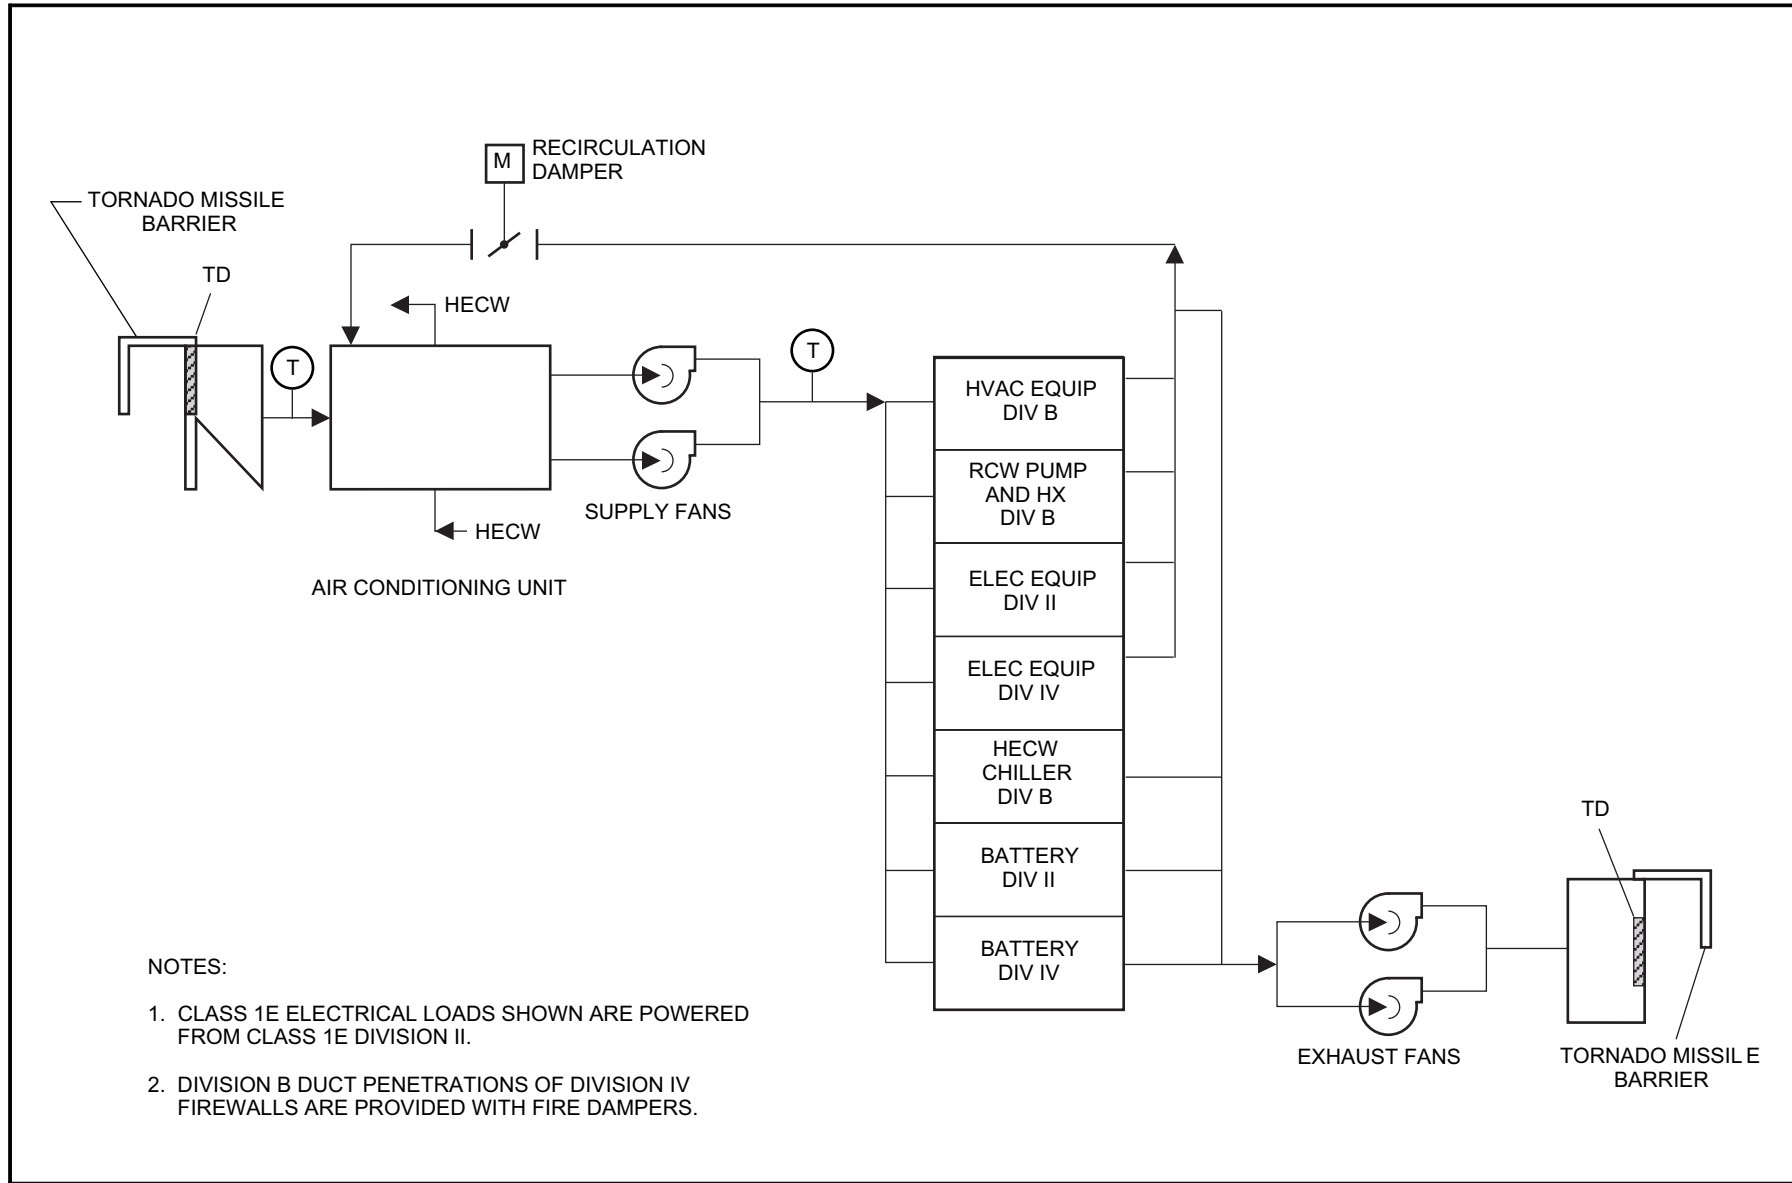 M
RECIRCULATION
DAMPER
TORNADO MISSILE
BARRIER
TD
HECW
T
T
HECW
SUPPLY FANS
AIR CONDITIONING UNIT
HVAC EQUIP
DIV B
RCW PUMP
AND HX
DIV B
ELEC EQUIP
DIV II
ELEC EQUIP
DIV IV
HECW
CHILLER
DIV B
BATTERY
DIV II
BATTERY
DIV IV
TD
EXHAUST FANS
TORNADO MISSILE
BARRIER
NOTES:
1. CLASS 1E ELECTRICAL LOADS SHOWN ARE POWERED
FROM CLASS 1E DIVISION II.
2. DIVISION B DUCT PENETRATIONS OF DIVISION IV
FIREWALLS ARE PROVIDED WITH FIRE DAMPERS.